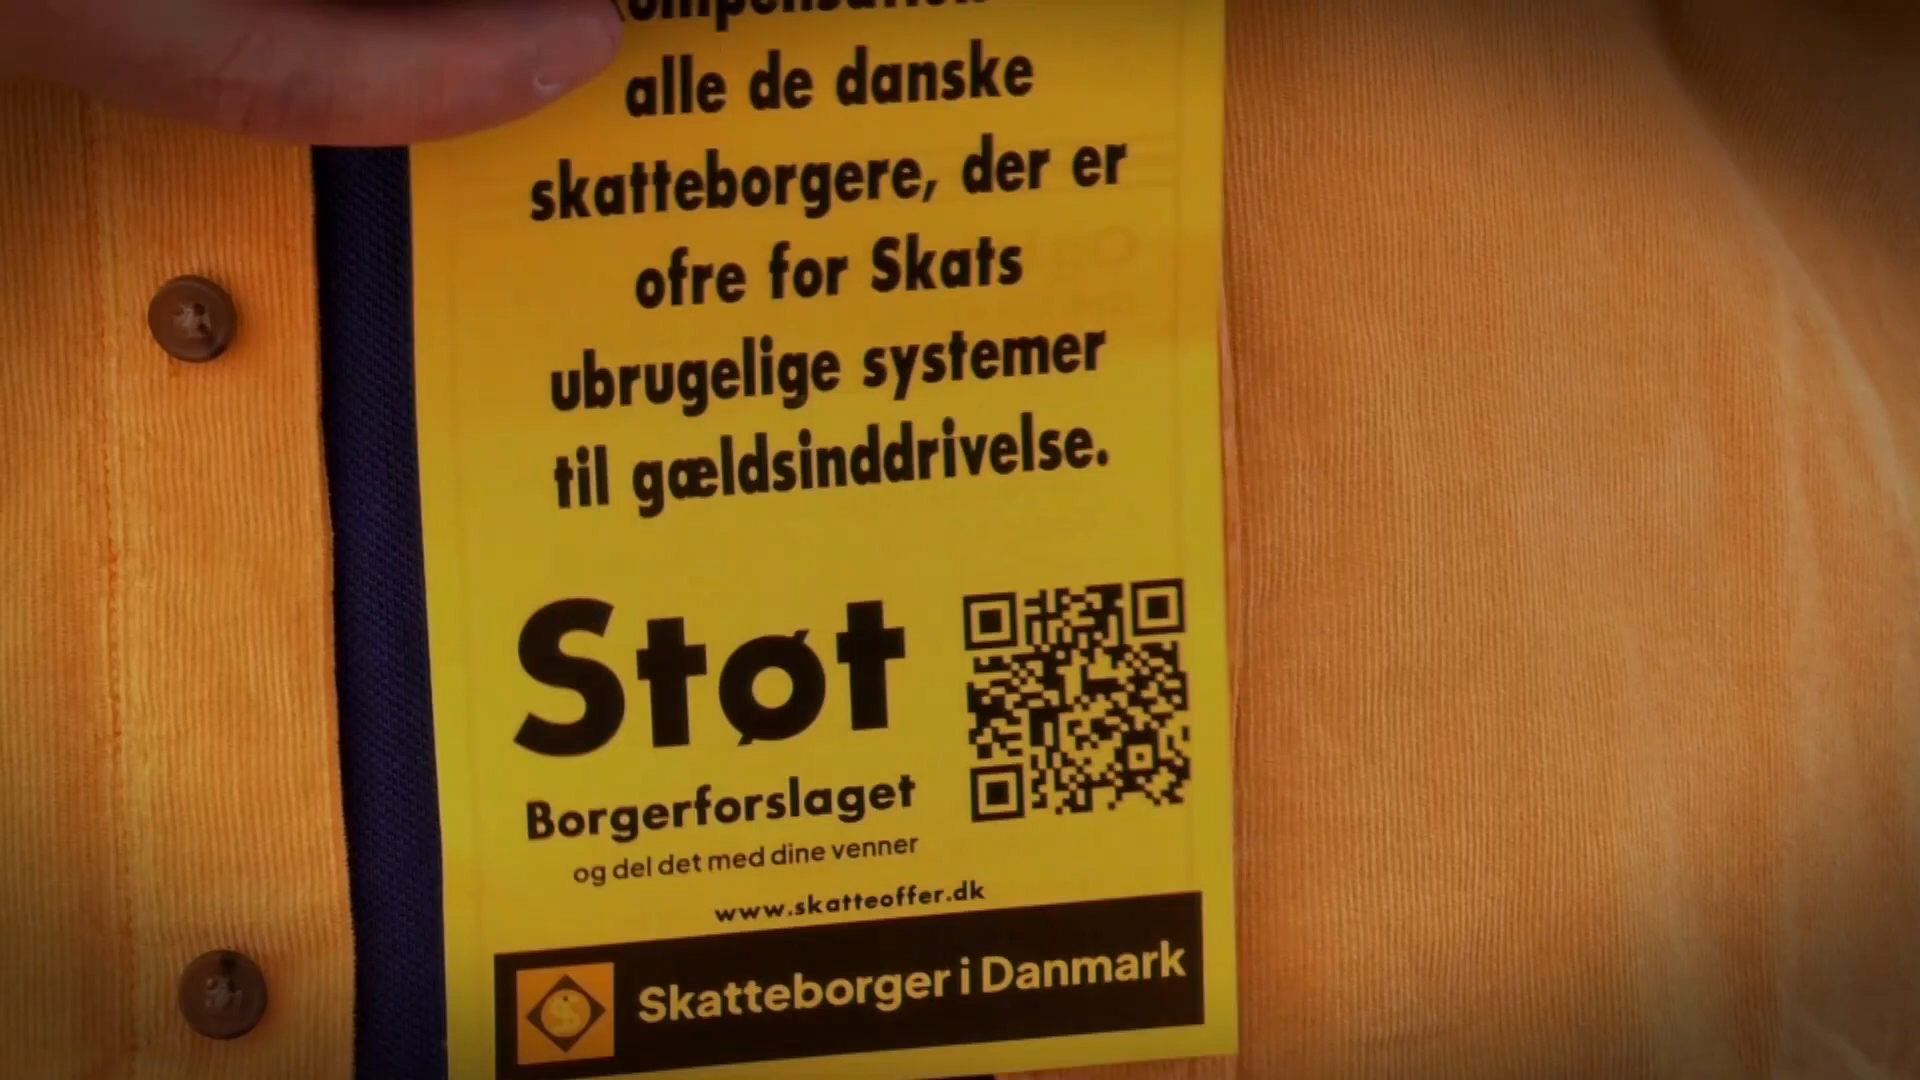 alle de danske
skatteborgere, der er
ofre for Skats
ubrugelige systemer
til gældsinddrivelse.
Støt
Borgerforslaget
og del det med dine venner
www.skatteoffer.dk
Skatteborger i Danmark